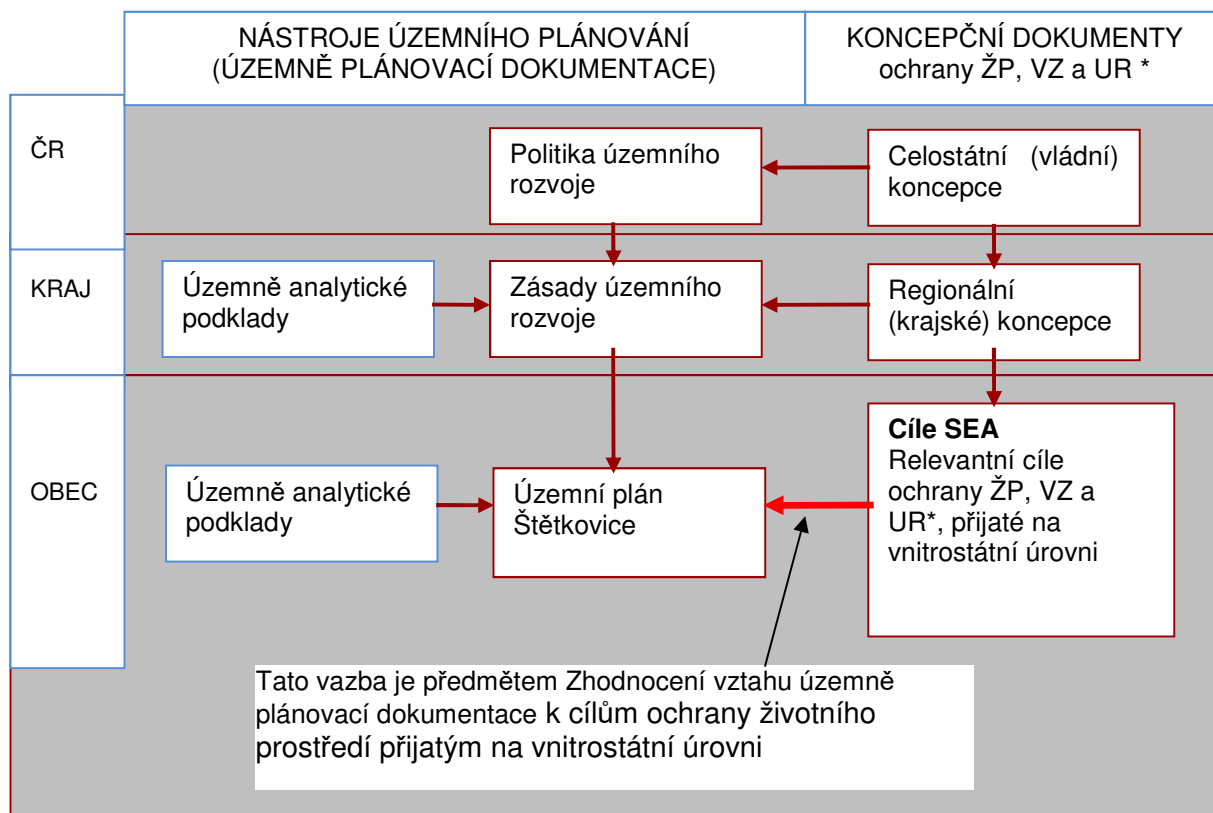 NÁSTROJE ÚZEMNÍHO PLÁNOVÁNÍ
(ÚZEMNĚ PLÁNOVACÍ DOKUMENTACE)
KONCEPČNÍ DOKUMENTY
ochrany ŽP, VZ a UR *
ČR
Politika územního
rozvoje
Celostátní (vládní)
koncepce
KRAJ
Územně analytické
podklady
Zásady územního
rozvoje
Regionální
(krajské) koncepce
OBEC
Územně analytické
podklady
Územní plán
Štětkovice
Cíle SEA
Relevantní cíle
ochrany ŽP, VZ a
UR*, přijaté na
vnitrostátní úrovni
Tato vazba je předmětem Zhodnocení vztahu územně
plánovací dokumentace k cílům ochrany životního
prostředí přijatým na vnitrostátní úrovni